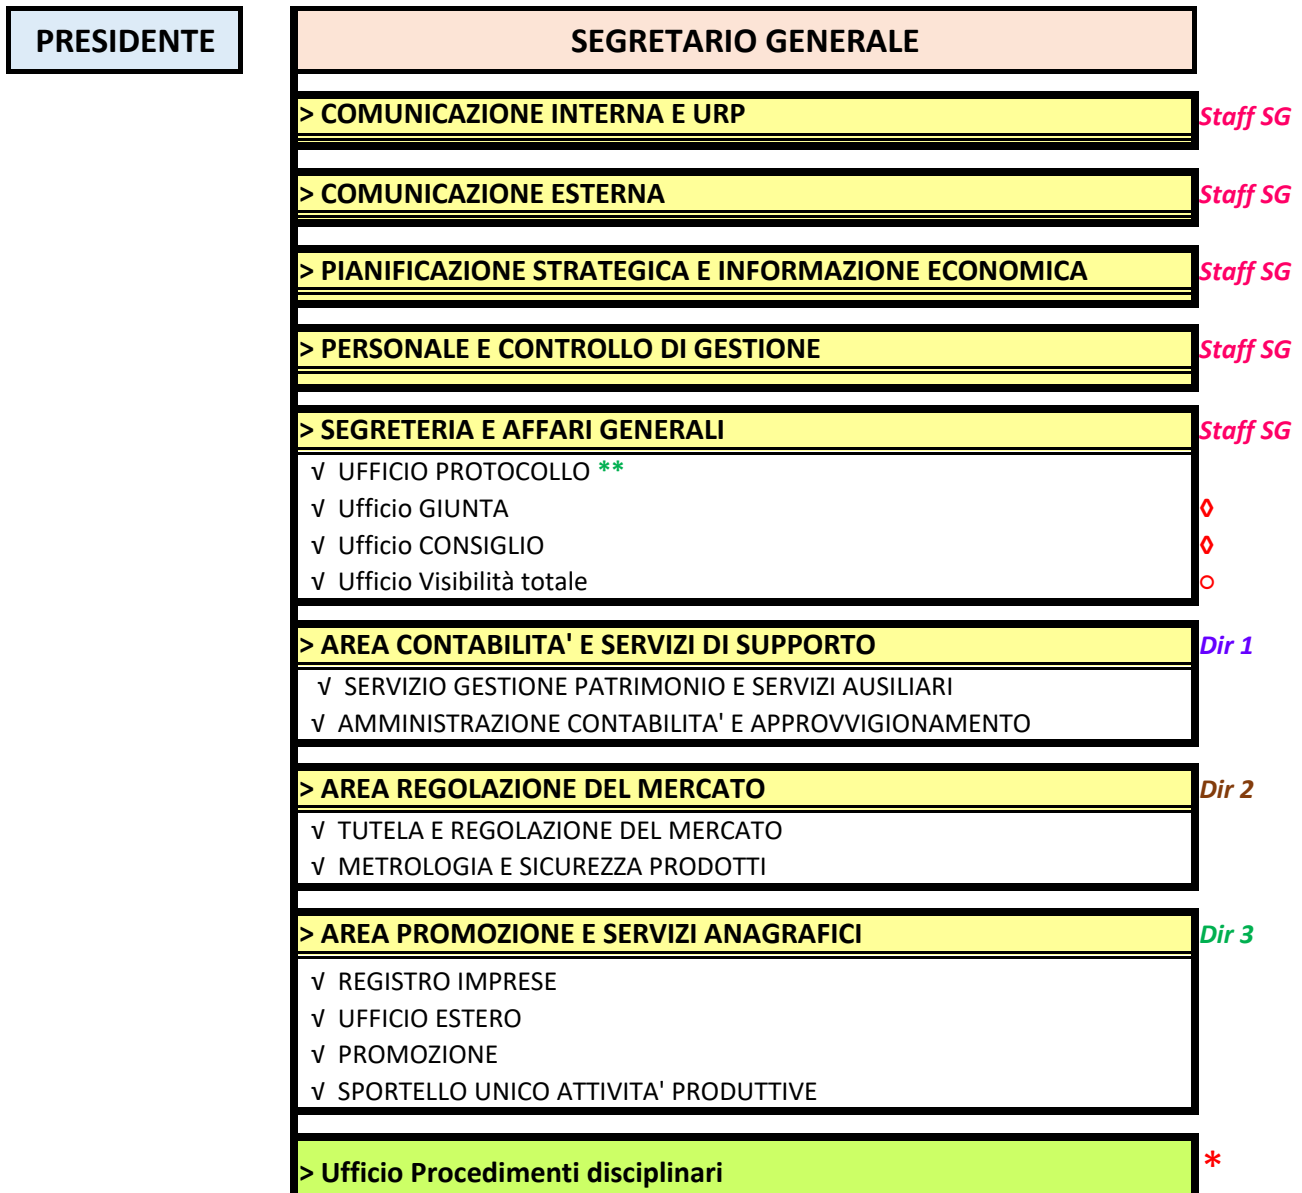 PRESIDENTE SEGRETARIO GENERALE
> COMUNICAZIONE INTERNA E URP Staff SG
> COMUNICAZIONE ESTERNA Staff SG
> PIANIFICAZIONE STRATEGICA E INFORMAZIONE ECONOMICA Staff SG
> PERSONALE E CONTROLLO DI GESTIONE Staff SG
> SEGRETERIA E AFFARI GENERALI Staff SG
√ UFFICIO PROTOCOLLO **
√ Ufficio GIUNTA ◊
√ Ufficio CONSIGLIO ◊
√ Ufficio Visibilità totale ○
> AREA CONTABILITA' E SERVIZI DI SUPPORTO Dir 1
√ SERVIZIO GESTIONE PATRIMONIO E SERVIZI AUSILIARI
√ AMMINISTRAZIONE CONTABILITA' E APPROVVIGIONAMENTO
> AREA REGOLAZIONE DEL MERCATO Dir 2
√ TUTELA E REGOLAZIONE DEL MERCATO
√ METROLOGIA E SICUREZZA PRODOTTI
> AREA PROMOZIONE E SERVIZI ANAGRAFICI Dir 3
√ REGISTRO IMPRESE
√ UFFICIO ESTERO
√ PROMOZIONE
√ SPORTELLO UNICO ATTIVITA' PRODUTTIVE
> Ufficio Procedimenti disciplinari *